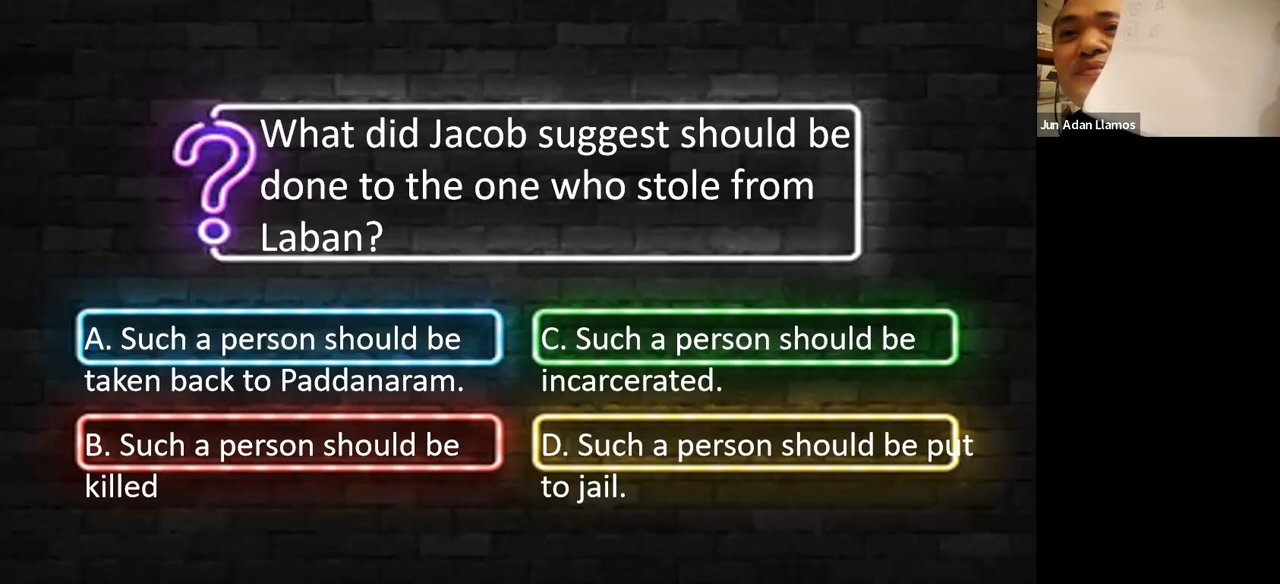 What did Jacob suggest should be
done to the one who stole from
Laban?
A. Such a person should be
taken back to Paddanaram.
B. Such a person should be
killed
C. Such a person should be
incarcerated.
D. Such a person should be put
to jail.
Jun Adan Llamos